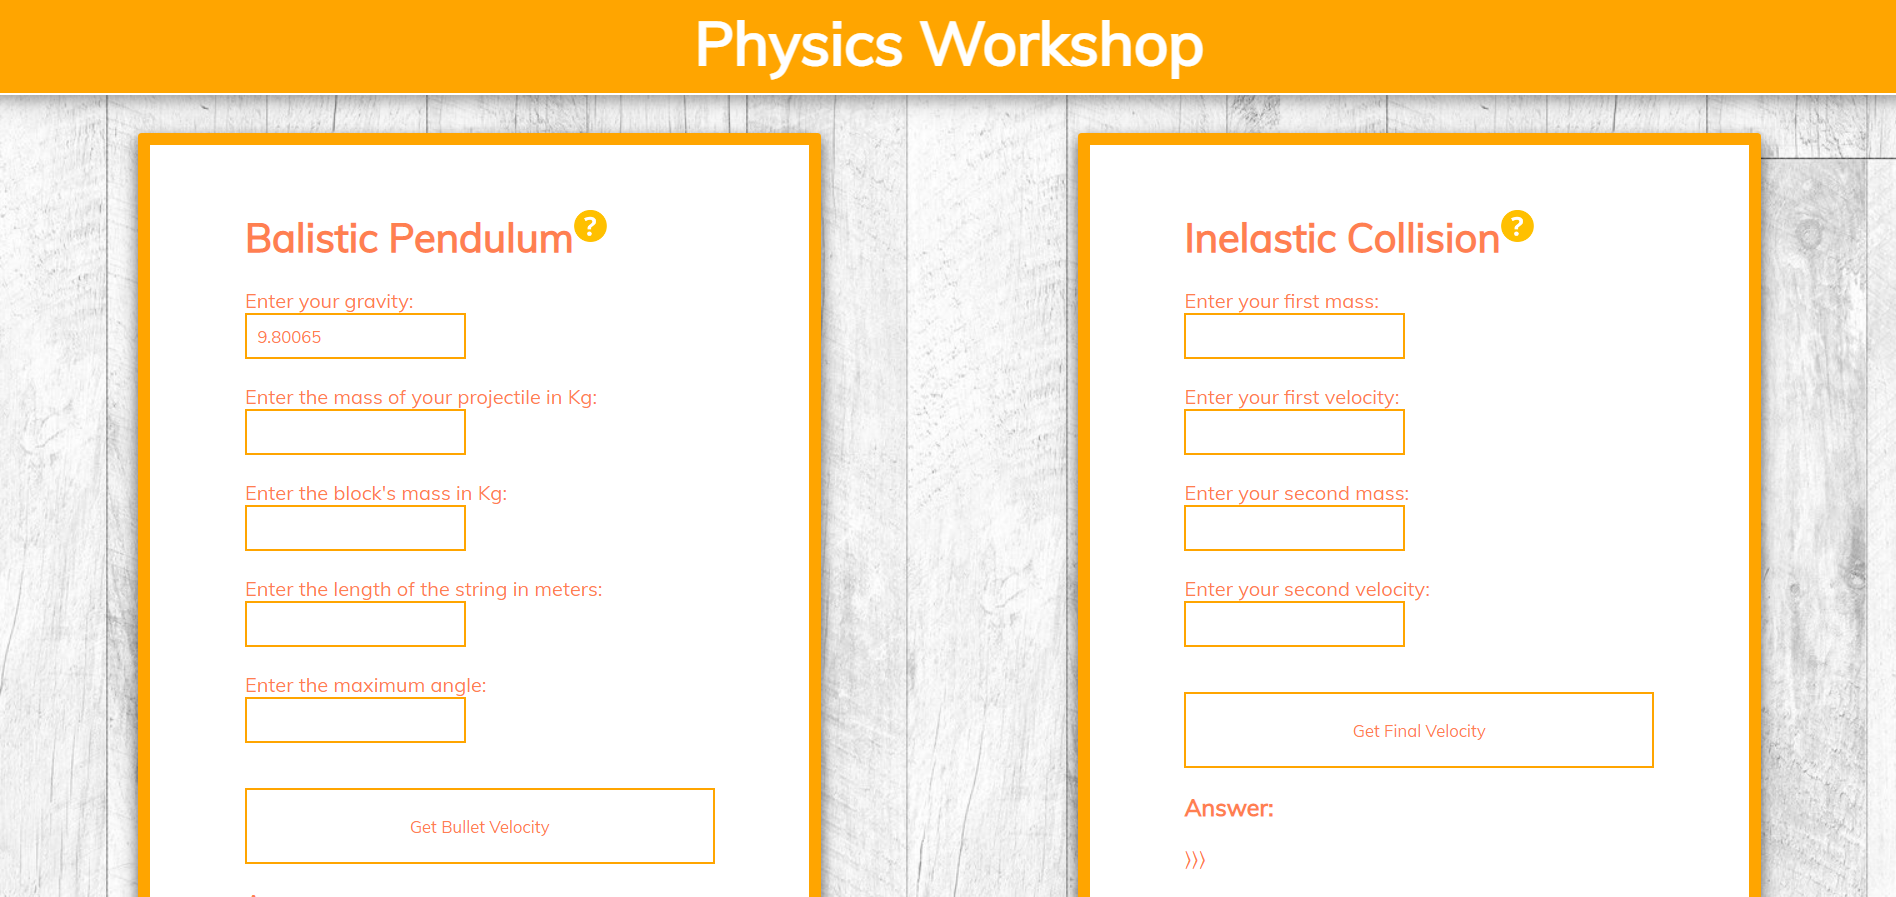 Physics Workshop
Balistic Pendulum?
Enter your gravity:
9.80065
Enter the mass of your projectile in Kg:
Enter the block's mass in Kg:
Enter the length of the string in meters:
Enter the maximum angle:
Get Bullet Velocity
Inelastic Collision?
Enter your first mass:
Enter your first velocity:
Enter your second mass:
Enter your second velocity:
Get Final Velocity
Answer:
⟩⟩⟩